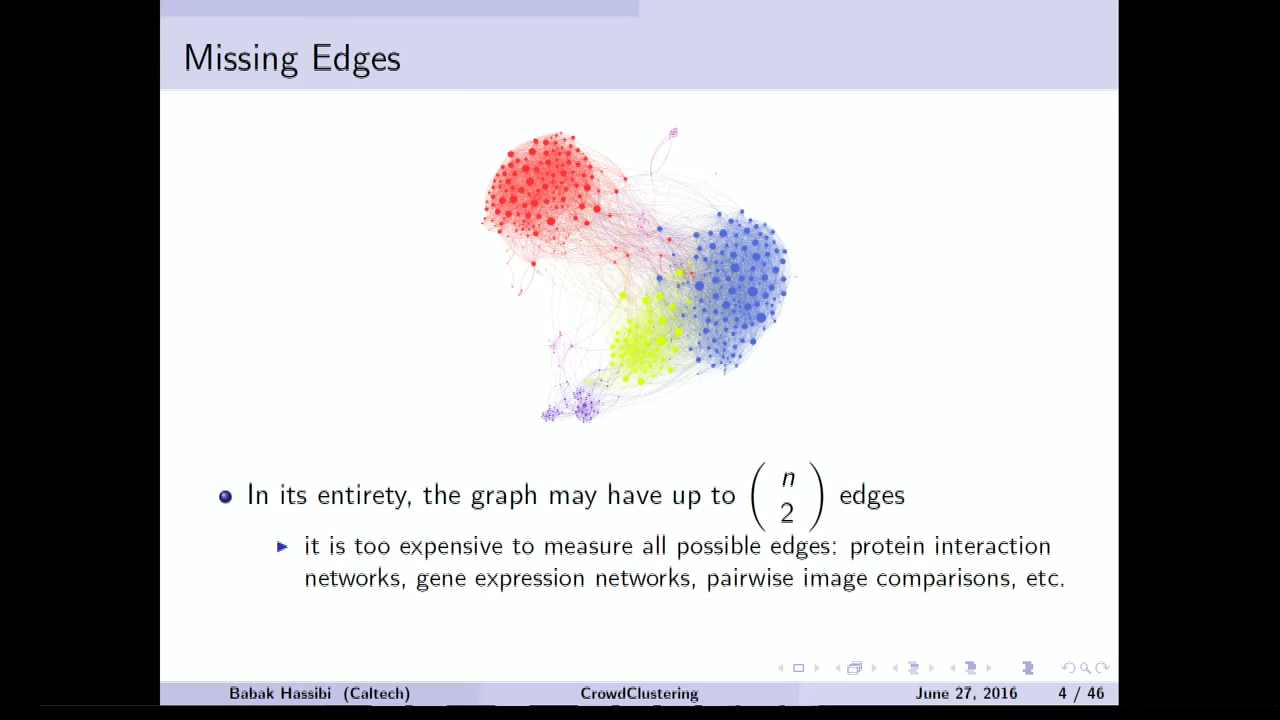 Missing Edges
In its entirety, the graph may have up to (n 2) edges
it is too expensive to measure all possible edges: protein interaction
networks, gene expression networks, pairwise image comparisons, etc.
Babak Hassibi (Caltech) CrowdClustering June 27, 2016 4 / 46